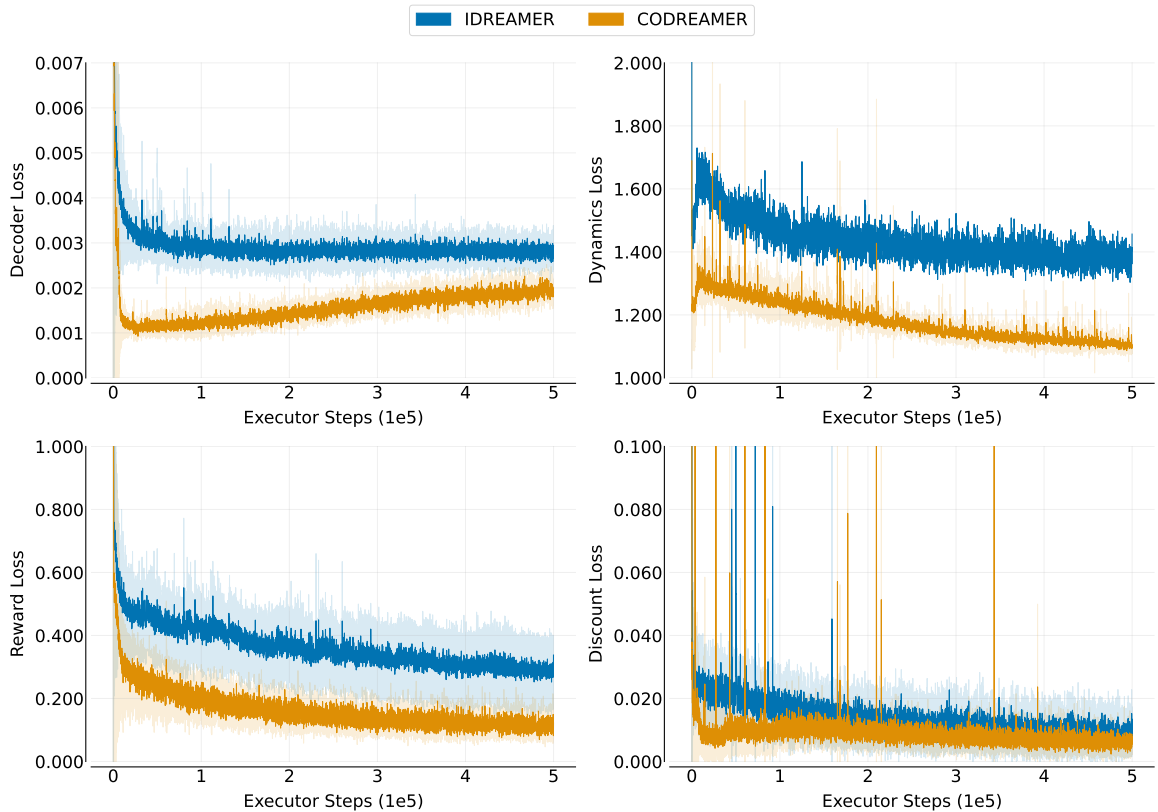 IDREAMER CODREAMER
0.007
0.006
0.005
0.004
0.003
0.002
0.001
0.000
Decoder Loss
0 1 2 3 4 5
Executor Steps (1e5)
2.000
1.800
1.600
1.400
1.200
1.000
Dynamics Loss
0 1 2 3 4 5
Executor Steps (1e5)
1.000
0.800
0.600
0.400
0.200
0.000
Reward Loss
0 1 2 3 4 5
Executor Steps (1e5)
0.100
0.080
0.060
0.040
0.020
0.000
Discount Loss
0 1 2 3 4 5
Executor Steps (1e5)